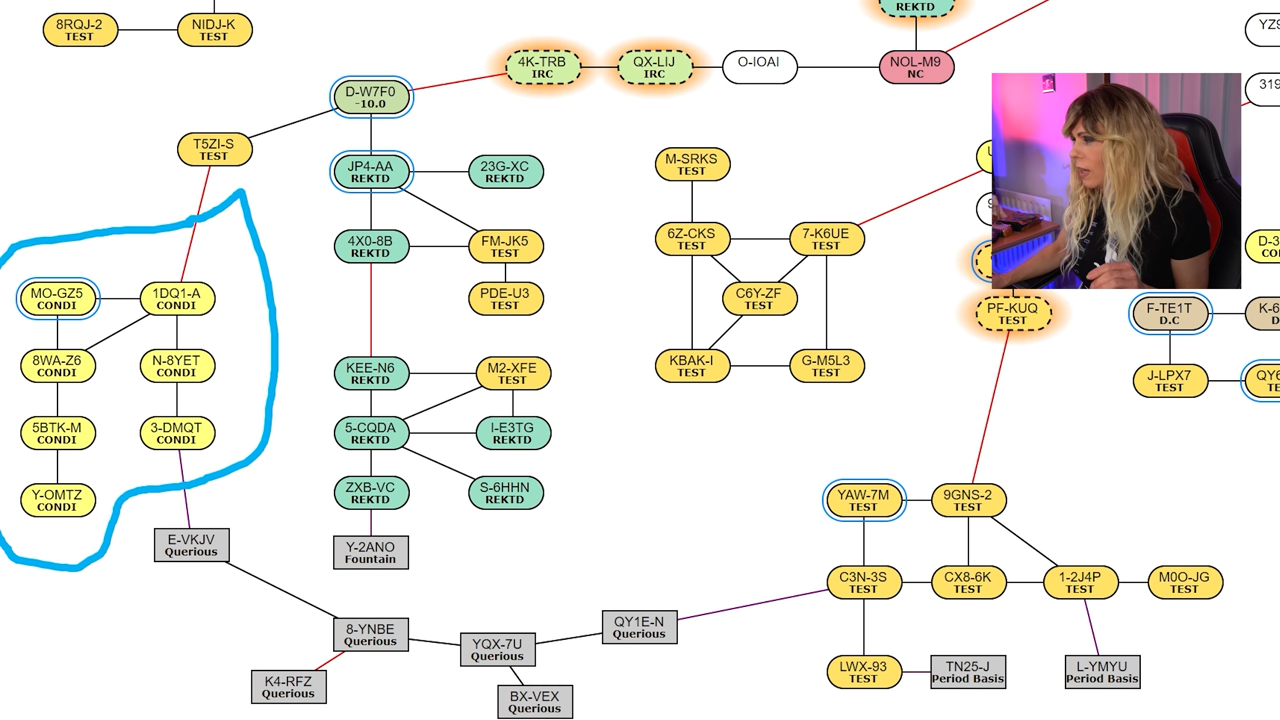 8RQJ-2
TEST
NIDJ-K
TEST
REKTD
4K-TRB
IRC
QX-LIJ
IRC
O-IOAI
NOL-M9
NC
D-W7F0
-10.0
T5ZI-S
TEST
JP4-AA
REKTD
23G-XC
REKTD
4X0-8B
REKTD
FM-JK5
TEST
PDE-U3
TEST
M-SRKS
TEST
6Z-CKS
TEST
7-K6UE
TEST
C6Y-ZF
TEST
KBAK-I
TEST
G-M5L3
TEST
MO-GZ5
CONDI
1DQ1-A
CONDI
8WA-Z6
CONDI
N-8YET
CONDI
5BTK-M
CONDI
3-DMQT
CONDI
Y-OMTZ
CONDI
KEE-N6
REKTD
M2-XFE
TEST
5-CQDA
REKTD
I-E3TG
REKTD
ZXB-VC
REKTD
S-6HHN
REKTD
E-VKJV
Querious
Y-2ANO
Fountain
8-YNBE
Querious
K4-RFZ
Querious
YQX-7U
Querious
BX-VEX
Querious
QY1E-N
Querious
PF-KUQ
TEST
F-TE1T
D.C
J-LPX7
TEST
YAW-7M
TEST
9GNS-2
TEST
C3N-3S
TEST
CX8-6K
TEST
1-2J4P
TEST
M0O-JG
TEST
LWX-93
TEST
TN25-J
Period Basis
L-YMYU
Period Basis